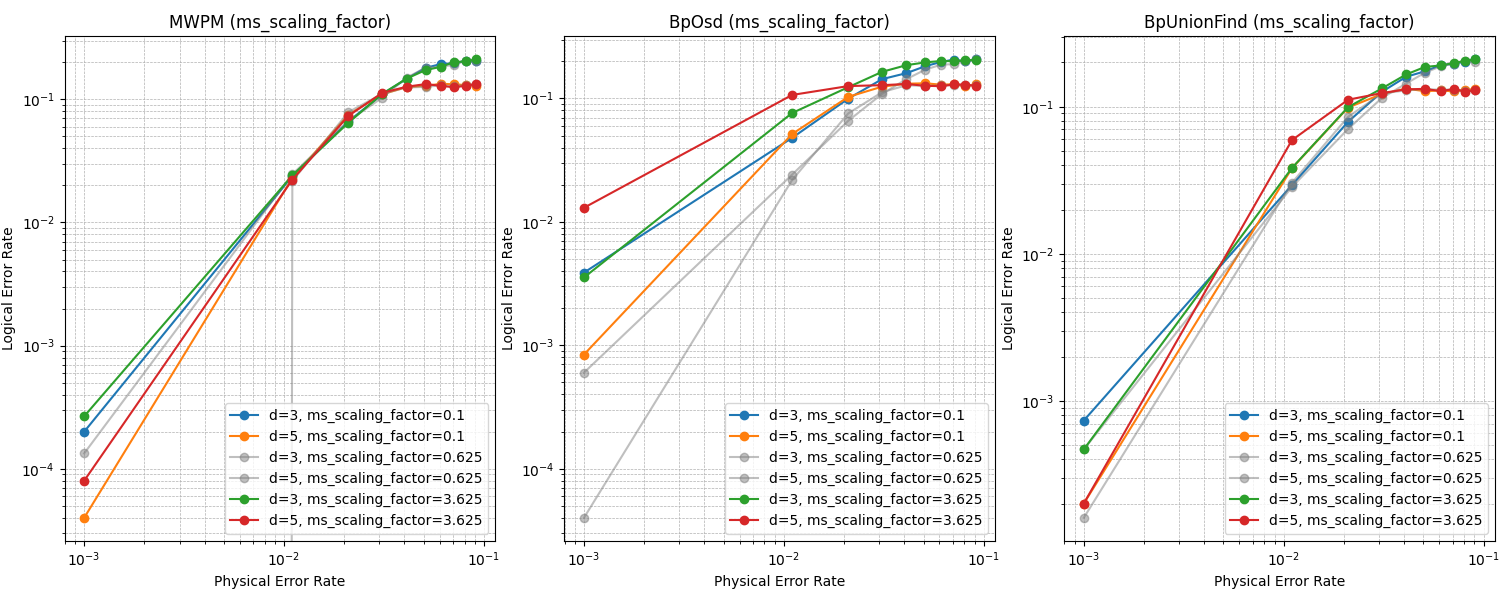 MWPM (ms_scaling_factor)
Logical Error Rate
10⁻¹
10⁻²
10⁻³
10⁻⁴
d=3, ms_scaling_factor=0.1
d=5, ms_scaling_factor=0.1
d=3, ms_scaling_factor=0.625
d=5, ms_scaling_factor=0.625
d=3, ms_scaling_factor=3.625
d=5, ms_scaling_factor=3.625
10⁻³
10⁻²
10⁻¹
Physical Error Rate
BpOsd (ms_scaling_factor)
Logical Error Rate
10⁻¹
10⁻²
10⁻³
10⁻⁴
d=3, ms_scaling_factor=0.1
d=5, ms_scaling_factor=0.1
d=3, ms_scaling_factor=0.625
d=5, ms_scaling_factor=0.625
d=3, ms_scaling_factor=3.625
d=5, ms_scaling_factor=3.625
10⁻³
10⁻²
10⁻¹
Physical Error Rate
BpUnionFind (ms_scaling_factor)
Logical Error Rate
10⁻¹
10⁻²
10⁻³
d=3, ms_scaling_factor=0.1
d=5, ms_scaling_factor=0.1
d=3, ms_scaling_factor=0.625
d=5, ms_scaling_factor=0.625
d=3, ms_scaling_factor=3.625
d=5, ms_scaling_factor=3.625
10⁻³
10⁻²
10⁻¹
Physical Error Rate